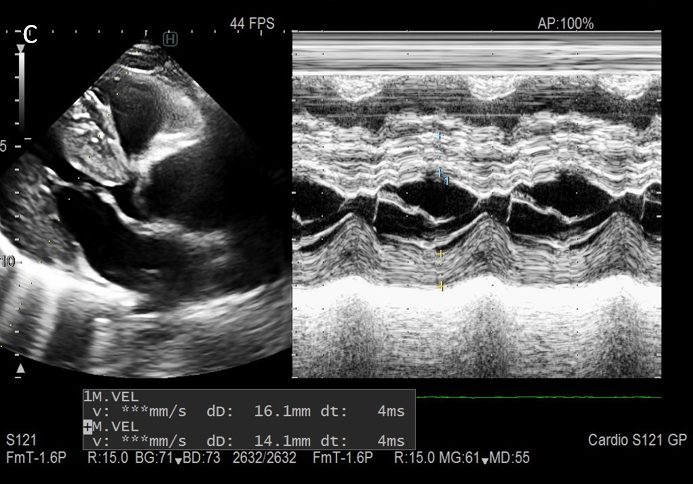 C
H
44 FPS
AP:100%
5
10
1
1M.VEL
v: ***mm/s dD: 16.1mm dt: 4ms
+M.VEL
v: ***mm/s dD: 14.1mm dt: 4ms
S121
Cardio S121 GP
FmT-1.6P R:15.0 BG:71▾BD:73 2632/2632 FmT-1.6P R:15.0 MG:61▾MD:55